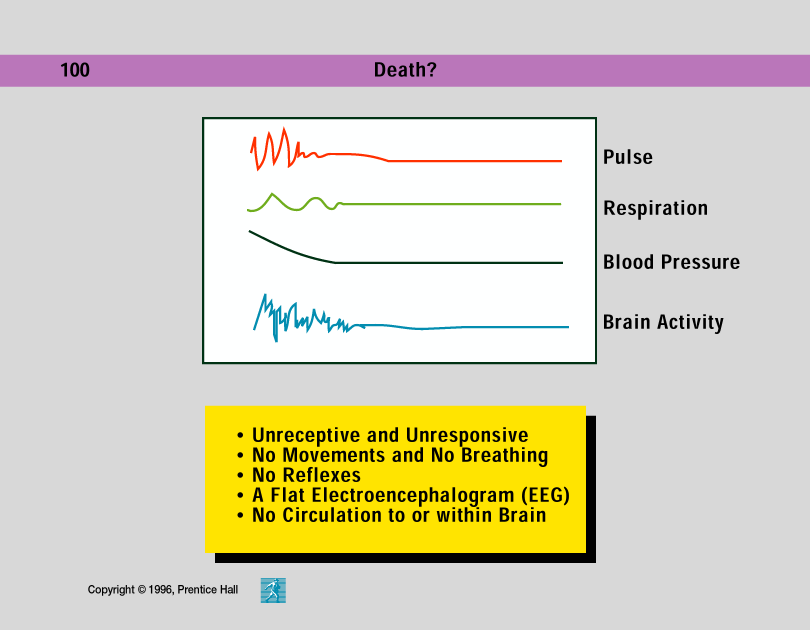 100 Death?
Pulse
Respiration
Blood Pressure
Brain Activity
• Unreceptive and Unresponsive
• No Movements and No Breathing
• No Reflexes
• A Flat Electroencephalogram (EEG)
• No Circulation to or within Brain
Copyright © 1996, Prentice Hall